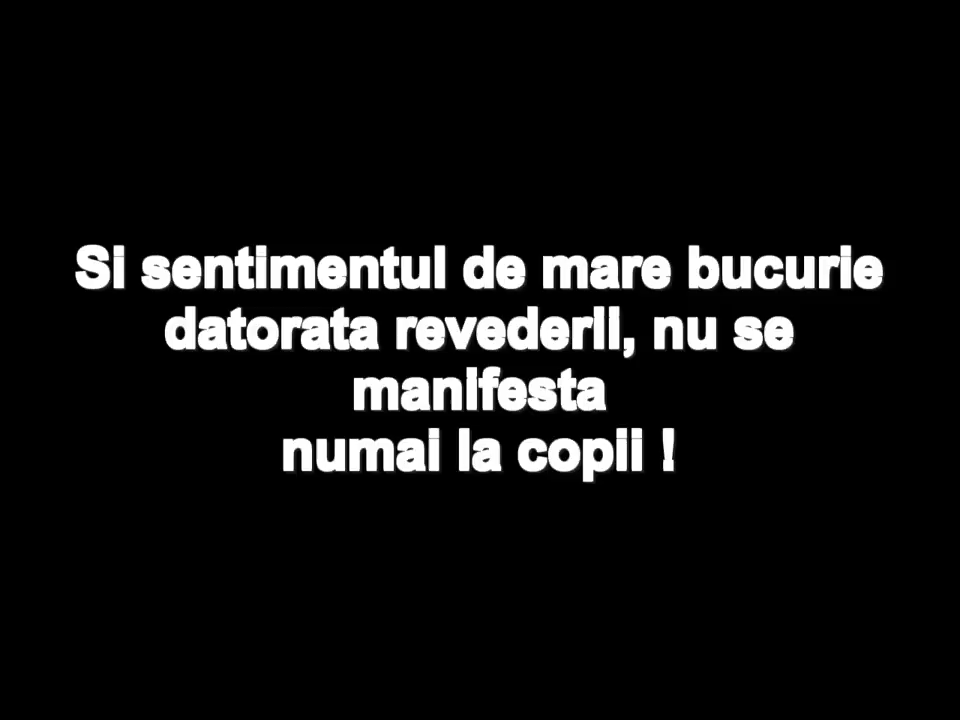 Si sentimentul de mare bucurie
datorata revederii, nu se
manifesta
numai la copii !